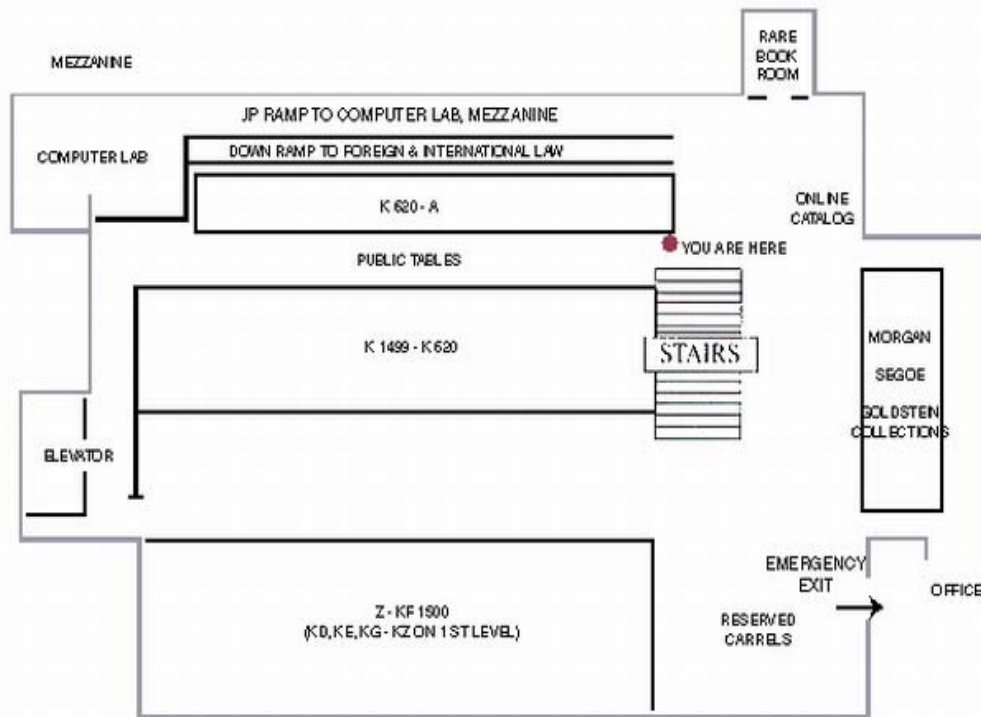 RARE
BOOK
ROOM
MEZZANINE
JP RAMP TO COMPUTER LAB, MEZZANINE
DOWN RAMP TO FOREIGN & INTERNATIONAL LAW
COMPUTER LAB
K 620 - A
ONLINE
CATALOG
YOU ARE HERE
PUBLIC TABLES
K 1499 - K 620
STAIRS
MORGAN
SEGOE
GOLDSTEIN
COLLECTIONS
ELEVATOR
EMERGENCY
EXIT
OFFICE
Z - KF 1500
(KD, KE, KG - KZ ON 1ST LEVEL)
RESERVED
CARRELS